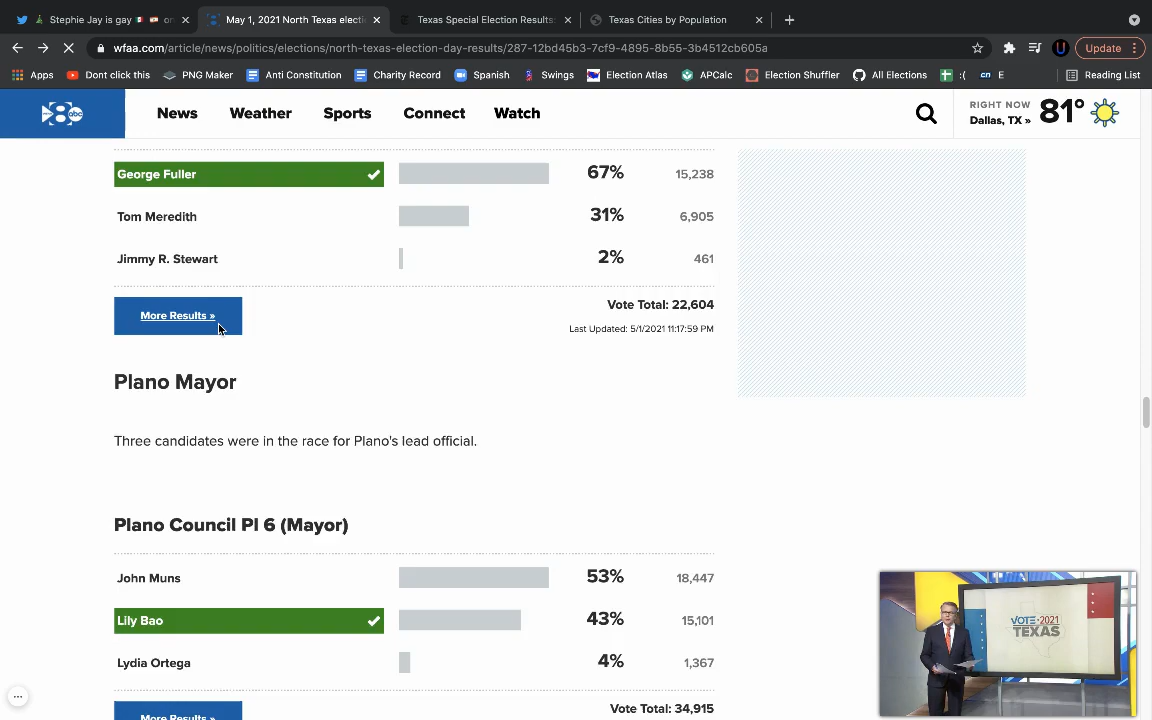 Stephie Jay is gay on
May 1, 2021 North Texas electi
Texas Special Election Results:
Texas Cities by Population
wfaa.com/article/news/politics/elections/north-texas-election-day-results/287-12bd45b3-7cf9-4895-8b55-3b4512cb605a
Update
Apps
Dont click this
PNG Maker
Anti Constitution
Charity Record
Spanish
Swings
Election Atlas
APCalc
Election Shuffler
All Elections
:(
E
Reading List
8 abc
News
Weather
Sports
Connect
Watch
RIGHT NOW
Dallas, TX »
81°
George Fuller 67% 15,238
Tom Meredith 31% 6,905
Jimmy R. Stewart 2% 461
More Results »
Vote Total: 22,604
Last Updated: 5/1/2021 11:17:59 PM
Plano Mayor
Three candidates were in the race for Plano's lead official.
Plano Council Pl 6 (Mayor)
John Muns 53% 18,447
Lily Bao 43% 15,101
Lydia Ortega 4% 1,367
More Results »
Vote Total: 34,915
VOTE 2021
TEXAS